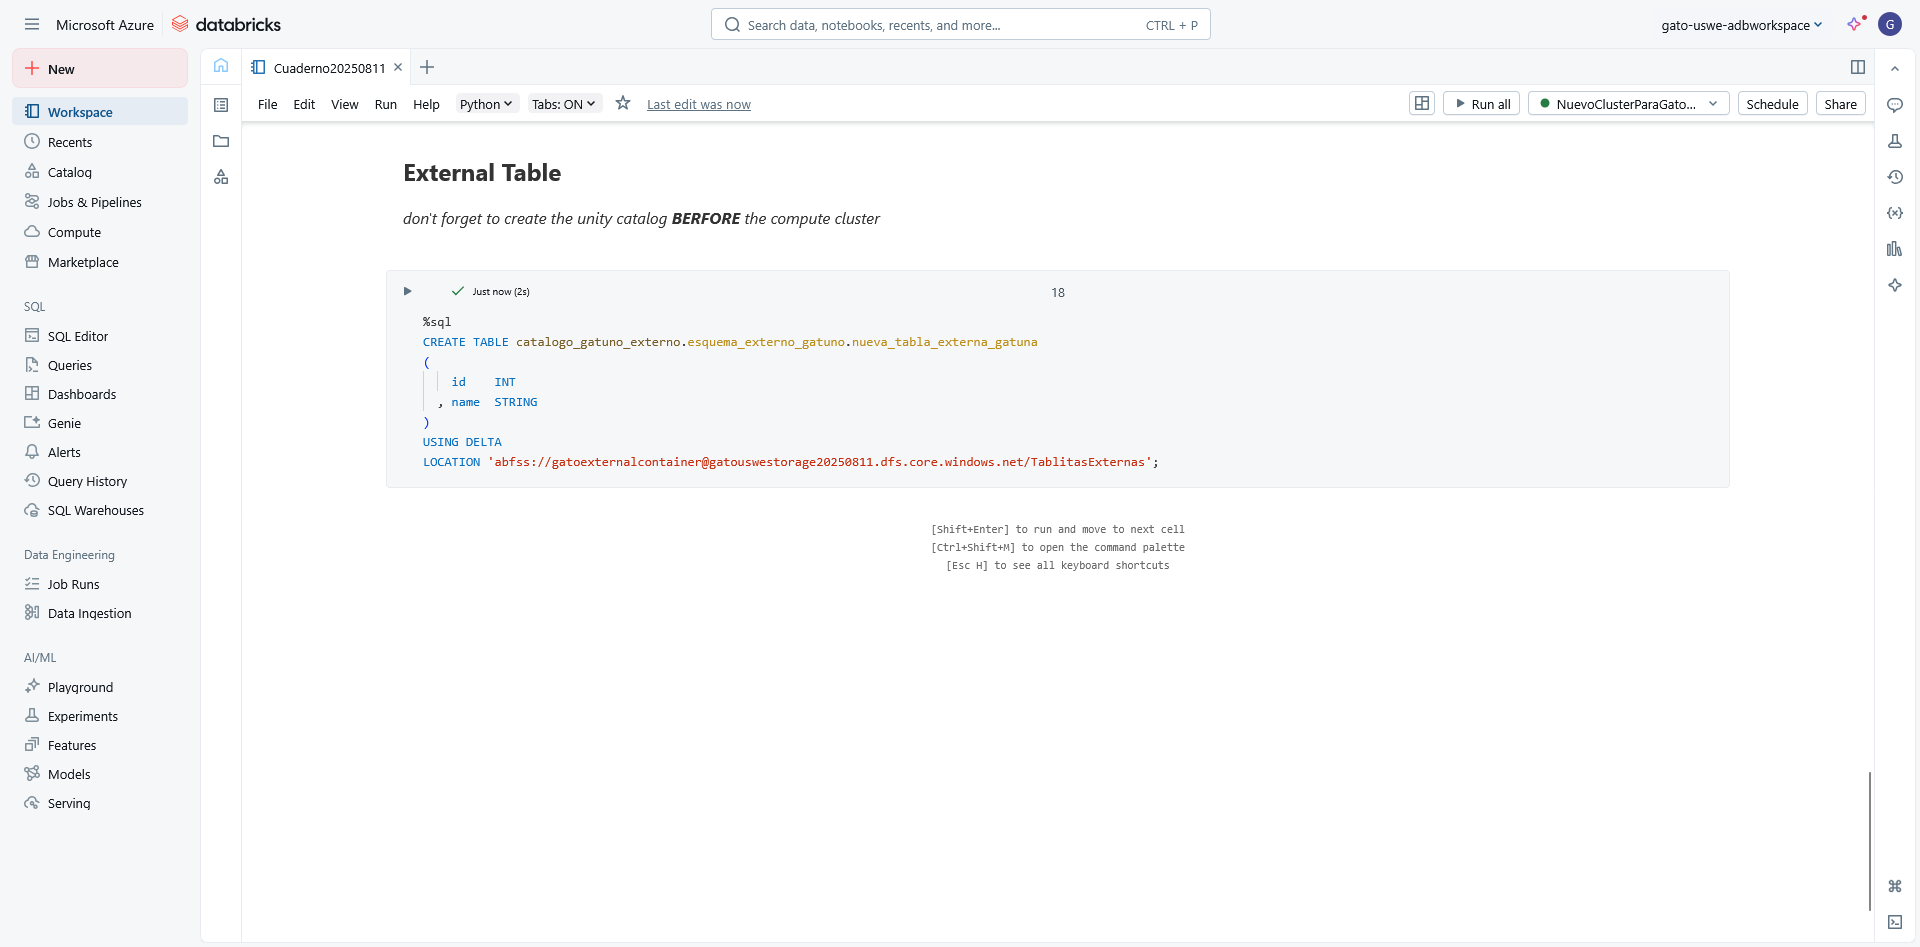 Microsoft Azure
databricks
Search data, notebooks, recents, and more...
CTRL + P
gato-uswe-adbworkspace
G
New
Workspace
Recents
Catalog
Jobs & Pipelines
Compute
Marketplace
SQL
SQL Editor
Queries
Dashboards
Genie
Alerts
Query History
SQL Warehouses
Data Engineering
Job Runs
Data Ingestion
AI/ML
Playground
Experiments
Features
Models
Serving
Cuaderno20250811
File Edit View Run Help Python Tabs: ON Last edit was now
Run all
NuevoClusterParaGato...
Schedule
Share
External Table
don't forget to create the unity catalog BERFORE the compute cluster
Just now (2s)
18
%sql
CREATE TABLE catalogo_gatuno_externo.esquema_externo_gatuno.nueva_tabla_externa_gatuna
(
id INT
, name STRING
)
USING DELTA
LOCATION 'abfss://gatoexternalcontainer@gatouswestorage20250811.dfs.core.windows.net/TablitasExternas';
[Shift+Enter] to run and move to next cell
[Ctrl+Shift+M] to open the command palette
[Esc H] to see all keyboard shortcuts